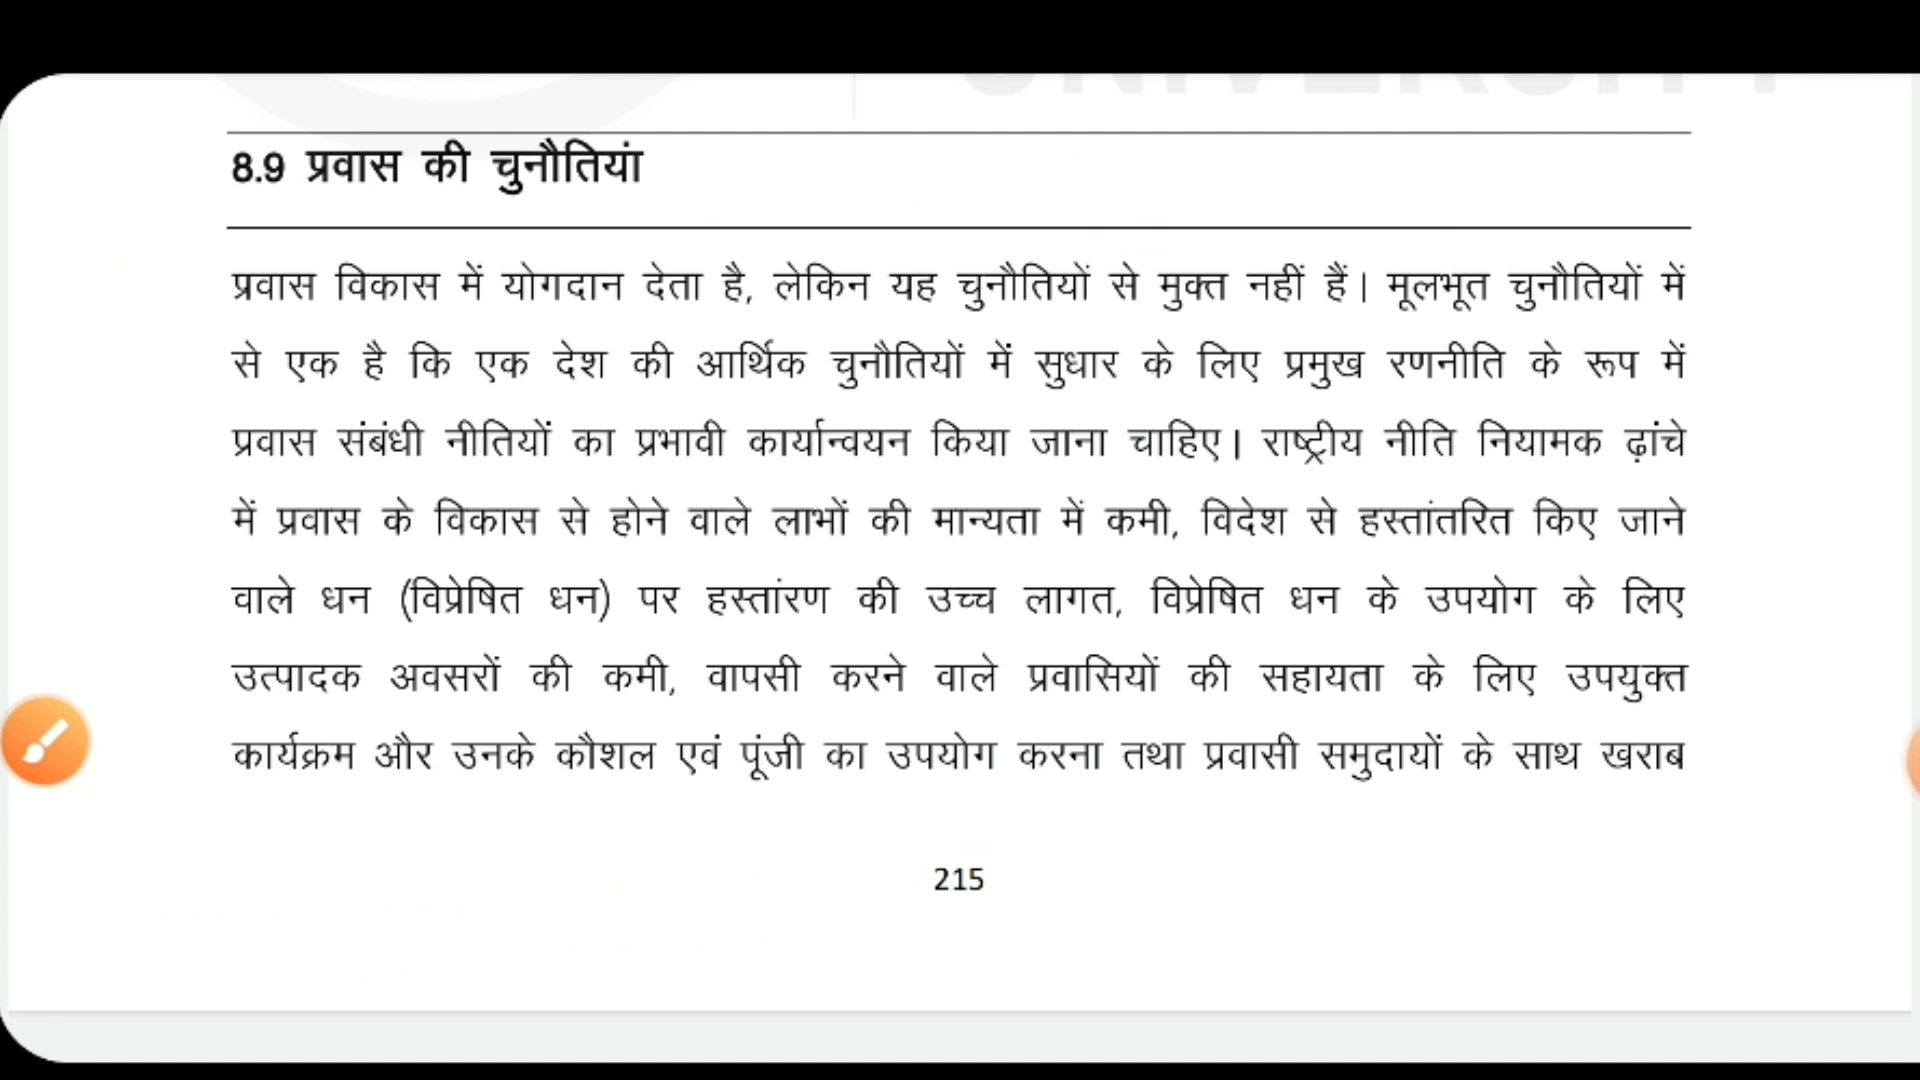 8.9 प्रवास की चुनौतियां
प्रवास विकास में योगदान देता है, लेकिन यह चुनौतियों से मुक्त नहीं हैं। मूलभूत चुनौतियों में
से एक है कि एक देश की आर्थिक चुनौतियों में सुधार के लिए प्रमुख रणनीति के रूप में
प्रवास संबंधी नीतियों का प्रभावी कार्यान्वयन किया जाना चाहिए। राष्ट्रीय नीति नियामक ढ़ांचे
में प्रवास के विकास से होने वाले लाभों की मान्यता में कमी, विदेश से हस्तांतरित किए जाने
वाले धन (विप्रेषित धन) पर हस्तांरण की उच्च लागत, विप्रेषित धन के उपयोग के लिए
उत्पादक अवसरों की कमी, वापसी करने वाले प्रवासियों की सहायता के लिए उपयुक्त
कार्यक्रम और उनके कौशल एवं पूंजी का उपयोग करना तथा प्रवासी समुदायों के साथ खराब
215